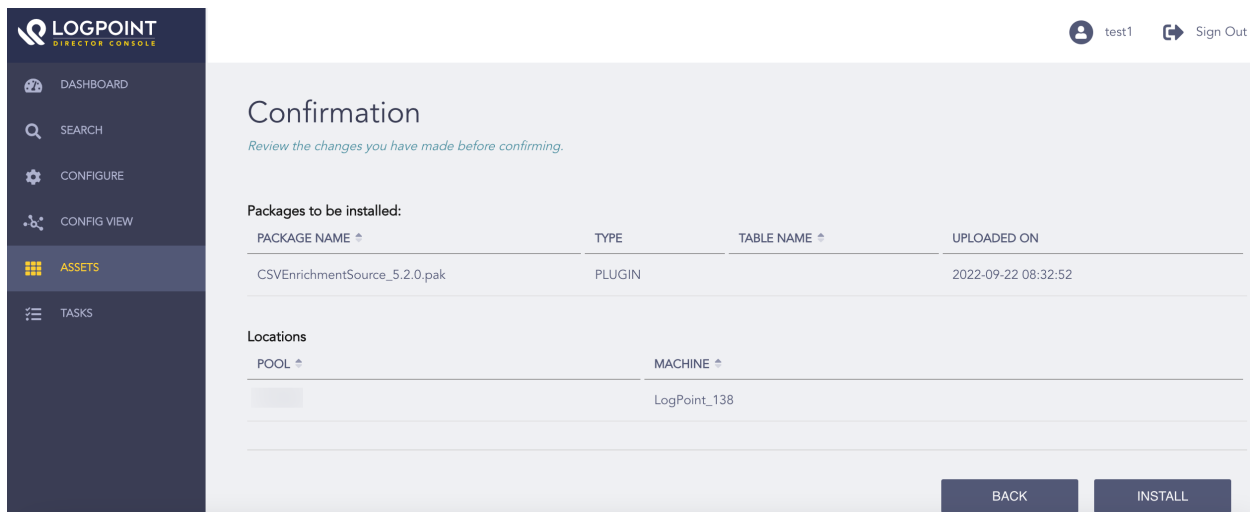 LOGPOINT
DIRECTOR CONSOLE
test1 Sign Out
DASHBOARD
SEARCH
CONFIGURE
CONFIG VIEW
ASSETS
TASKS
Confirmation
Review the changes you have made before confirming.
Packages to be installed:
PACKAGE NAME TYPE TABLE NAME UPLOADED ON
CSVEnrichmentSource_5.2.0.pak PLUGIN 2022-09-22 08:32:52
Locations
POOL MACHINE
LogPoint_138
BACK INSTALL